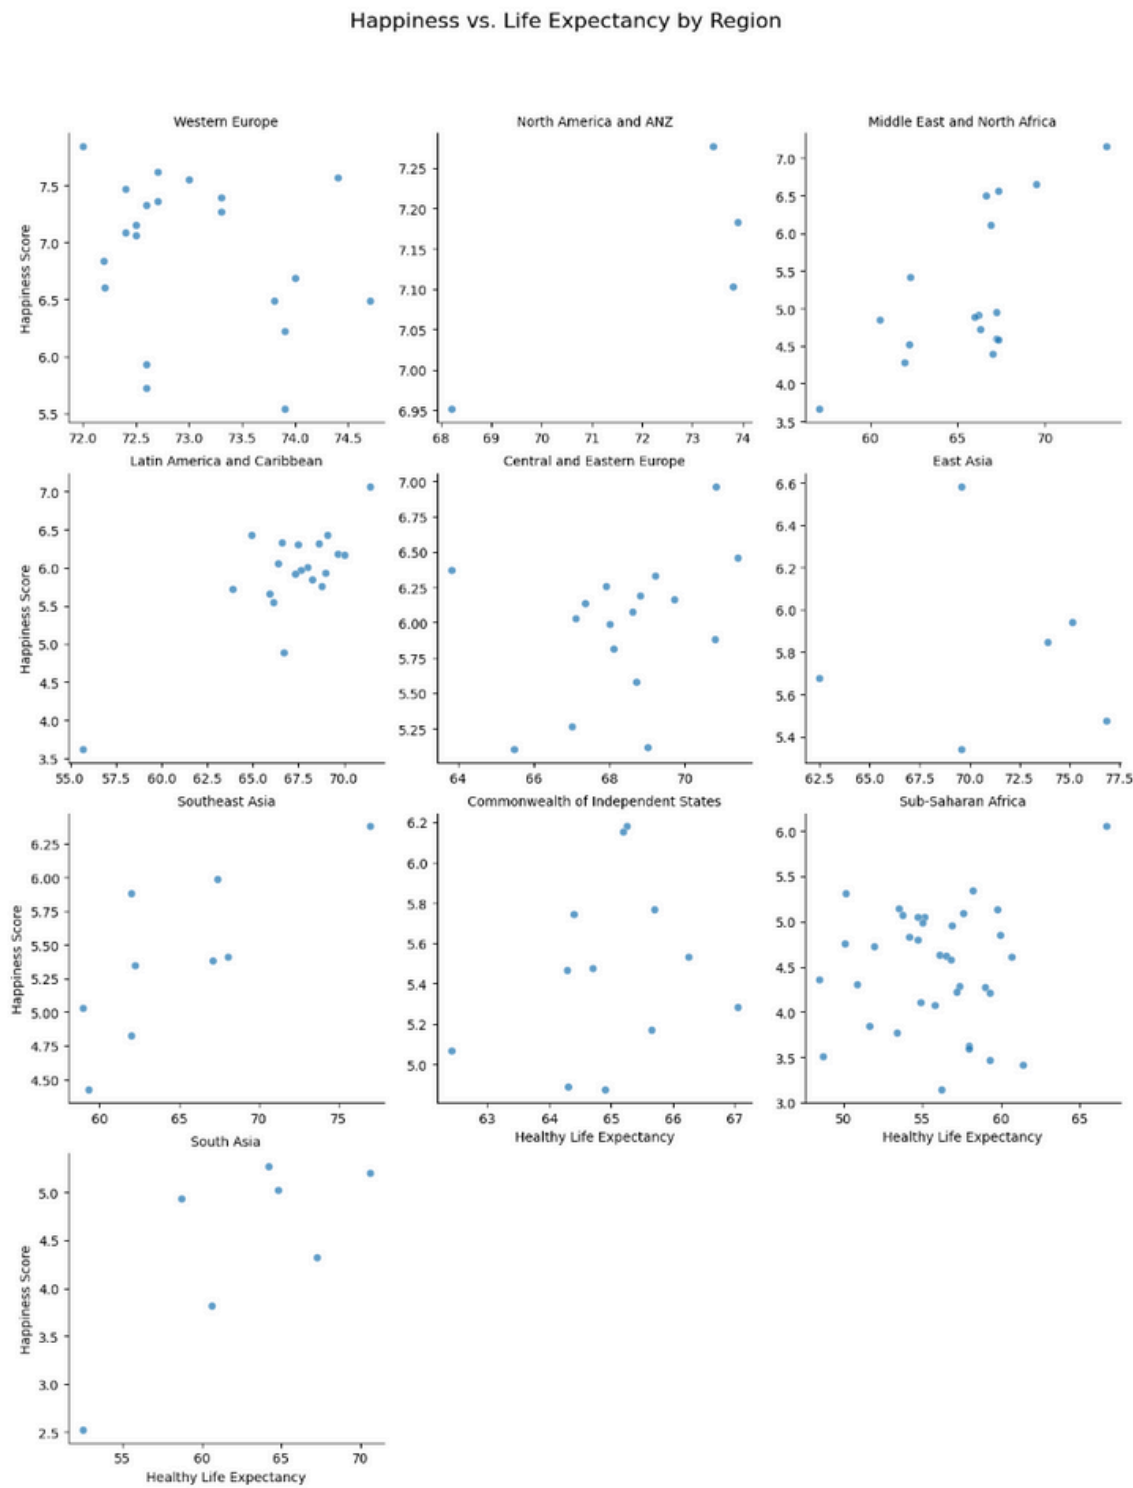 Happiness vs. Life Expectancy by Region
Western Europe
Happiness Score
7.5
7.0
6.5
6.0
5.5
72.0 72.5 73.0 73.5 74.0 74.5
North America and ANZ
7.25
7.20
7.15
7.10
7.05
7.00
6.95
68 69 70 71 72 73 74
Middle East and North Africa
7.0
6.5
6.0
5.5
5.0
4.5
4.0
3.5
60 65 70
Latin America and Caribbean
Happiness Score
7.0
6.5
6.0
5.5
5.0
4.5
4.0
3.5
55.0 57.5 60.0 62.5 65.0 67.5 70.0
Central and Eastern Europe
7.00
6.75
6.50
6.25
6.00
5.75
5.50
5.25
64 66 68 70
East Asia
6.6
6.4
6.2
6.0
5.8
5.6
5.4
62.5 65.0 67.5 70.0 72.5 75.0 77.5
Southeast Asia
Happiness Score
6.25
6.00
5.75
5.50
5.25
5.00
4.75
4.50
60 65 70 75
Commonwealth of Independent States
6.2
6.0
5.8
5.6
5.4
5.2
5.0
63 64 65 66 67
Healthy Life Expectancy
Sub-Saharan Africa
6.0
5.5
5.0
4.5
4.0
3.5
3.0
50 55 60 65
Healthy Life Expectancy
South Asia
Happiness Score
5.0
4.5
4.0
3.5
3.0
2.5
55 60 65 70
Healthy Life Expectancy